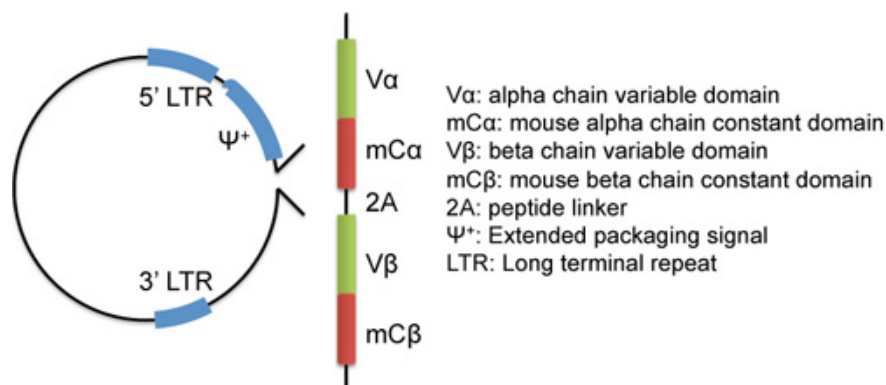 5’ LTR
Ψ⁺
3’ LTR
Vα
mCα
2A
Vβ
mCβ
Vα: alpha chain variable domain
mCα: mouse alpha chain constant domain
Vβ: beta chain variable domain
mCβ: mouse beta chain constant domain
2A: peptide linker
Ψ⁺: Extended packaging signal
LTR: Long terminal repeat